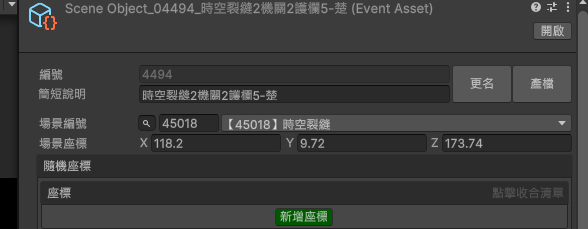 Scene Object_04494_時空裂縫2機關2護欄5-楚 (Event Asset)
開啟
編號 4494
簡短說明 時空裂縫2機關2護欄5-楚
更名 產檔
場景編號 45018 【45018】時空裂縫
場景座標 X 118.2 Y 9.72 Z 173.74
隨機座標
座標 點擊收合清單
新增座標